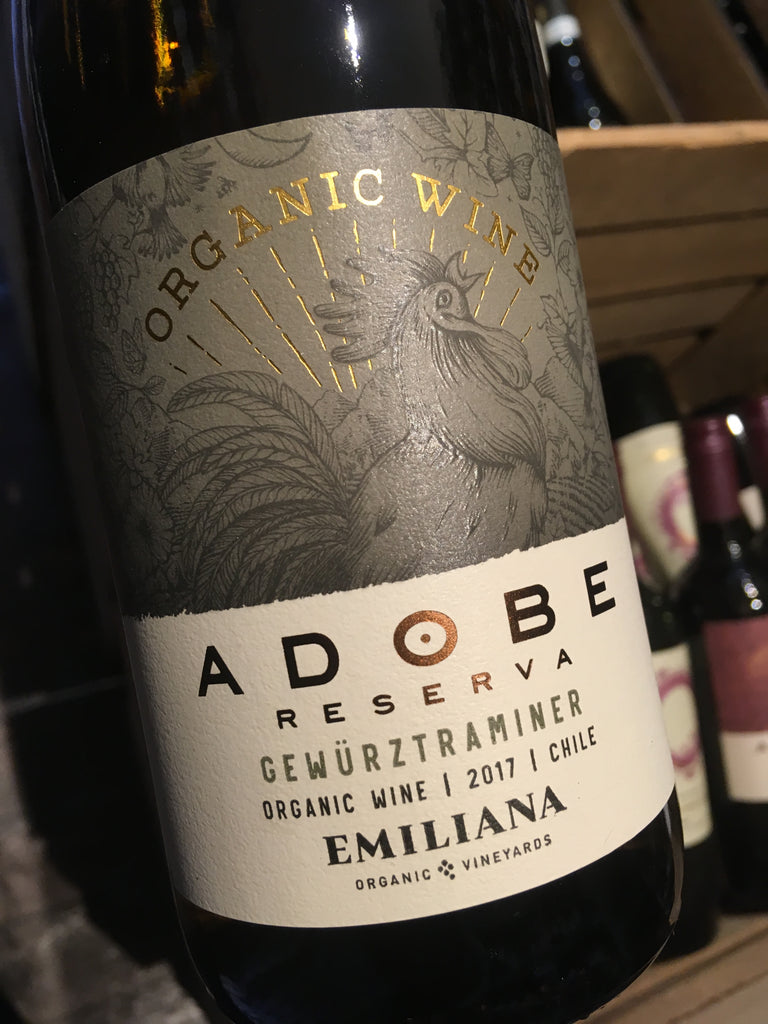 ORGANIC WINE
ADOBE
RESERVA
GEWÜRZTRAMINER
ORGANIC WINE | 2017 | CHILE
EMILIANA
ORGANIC VINEYARDS